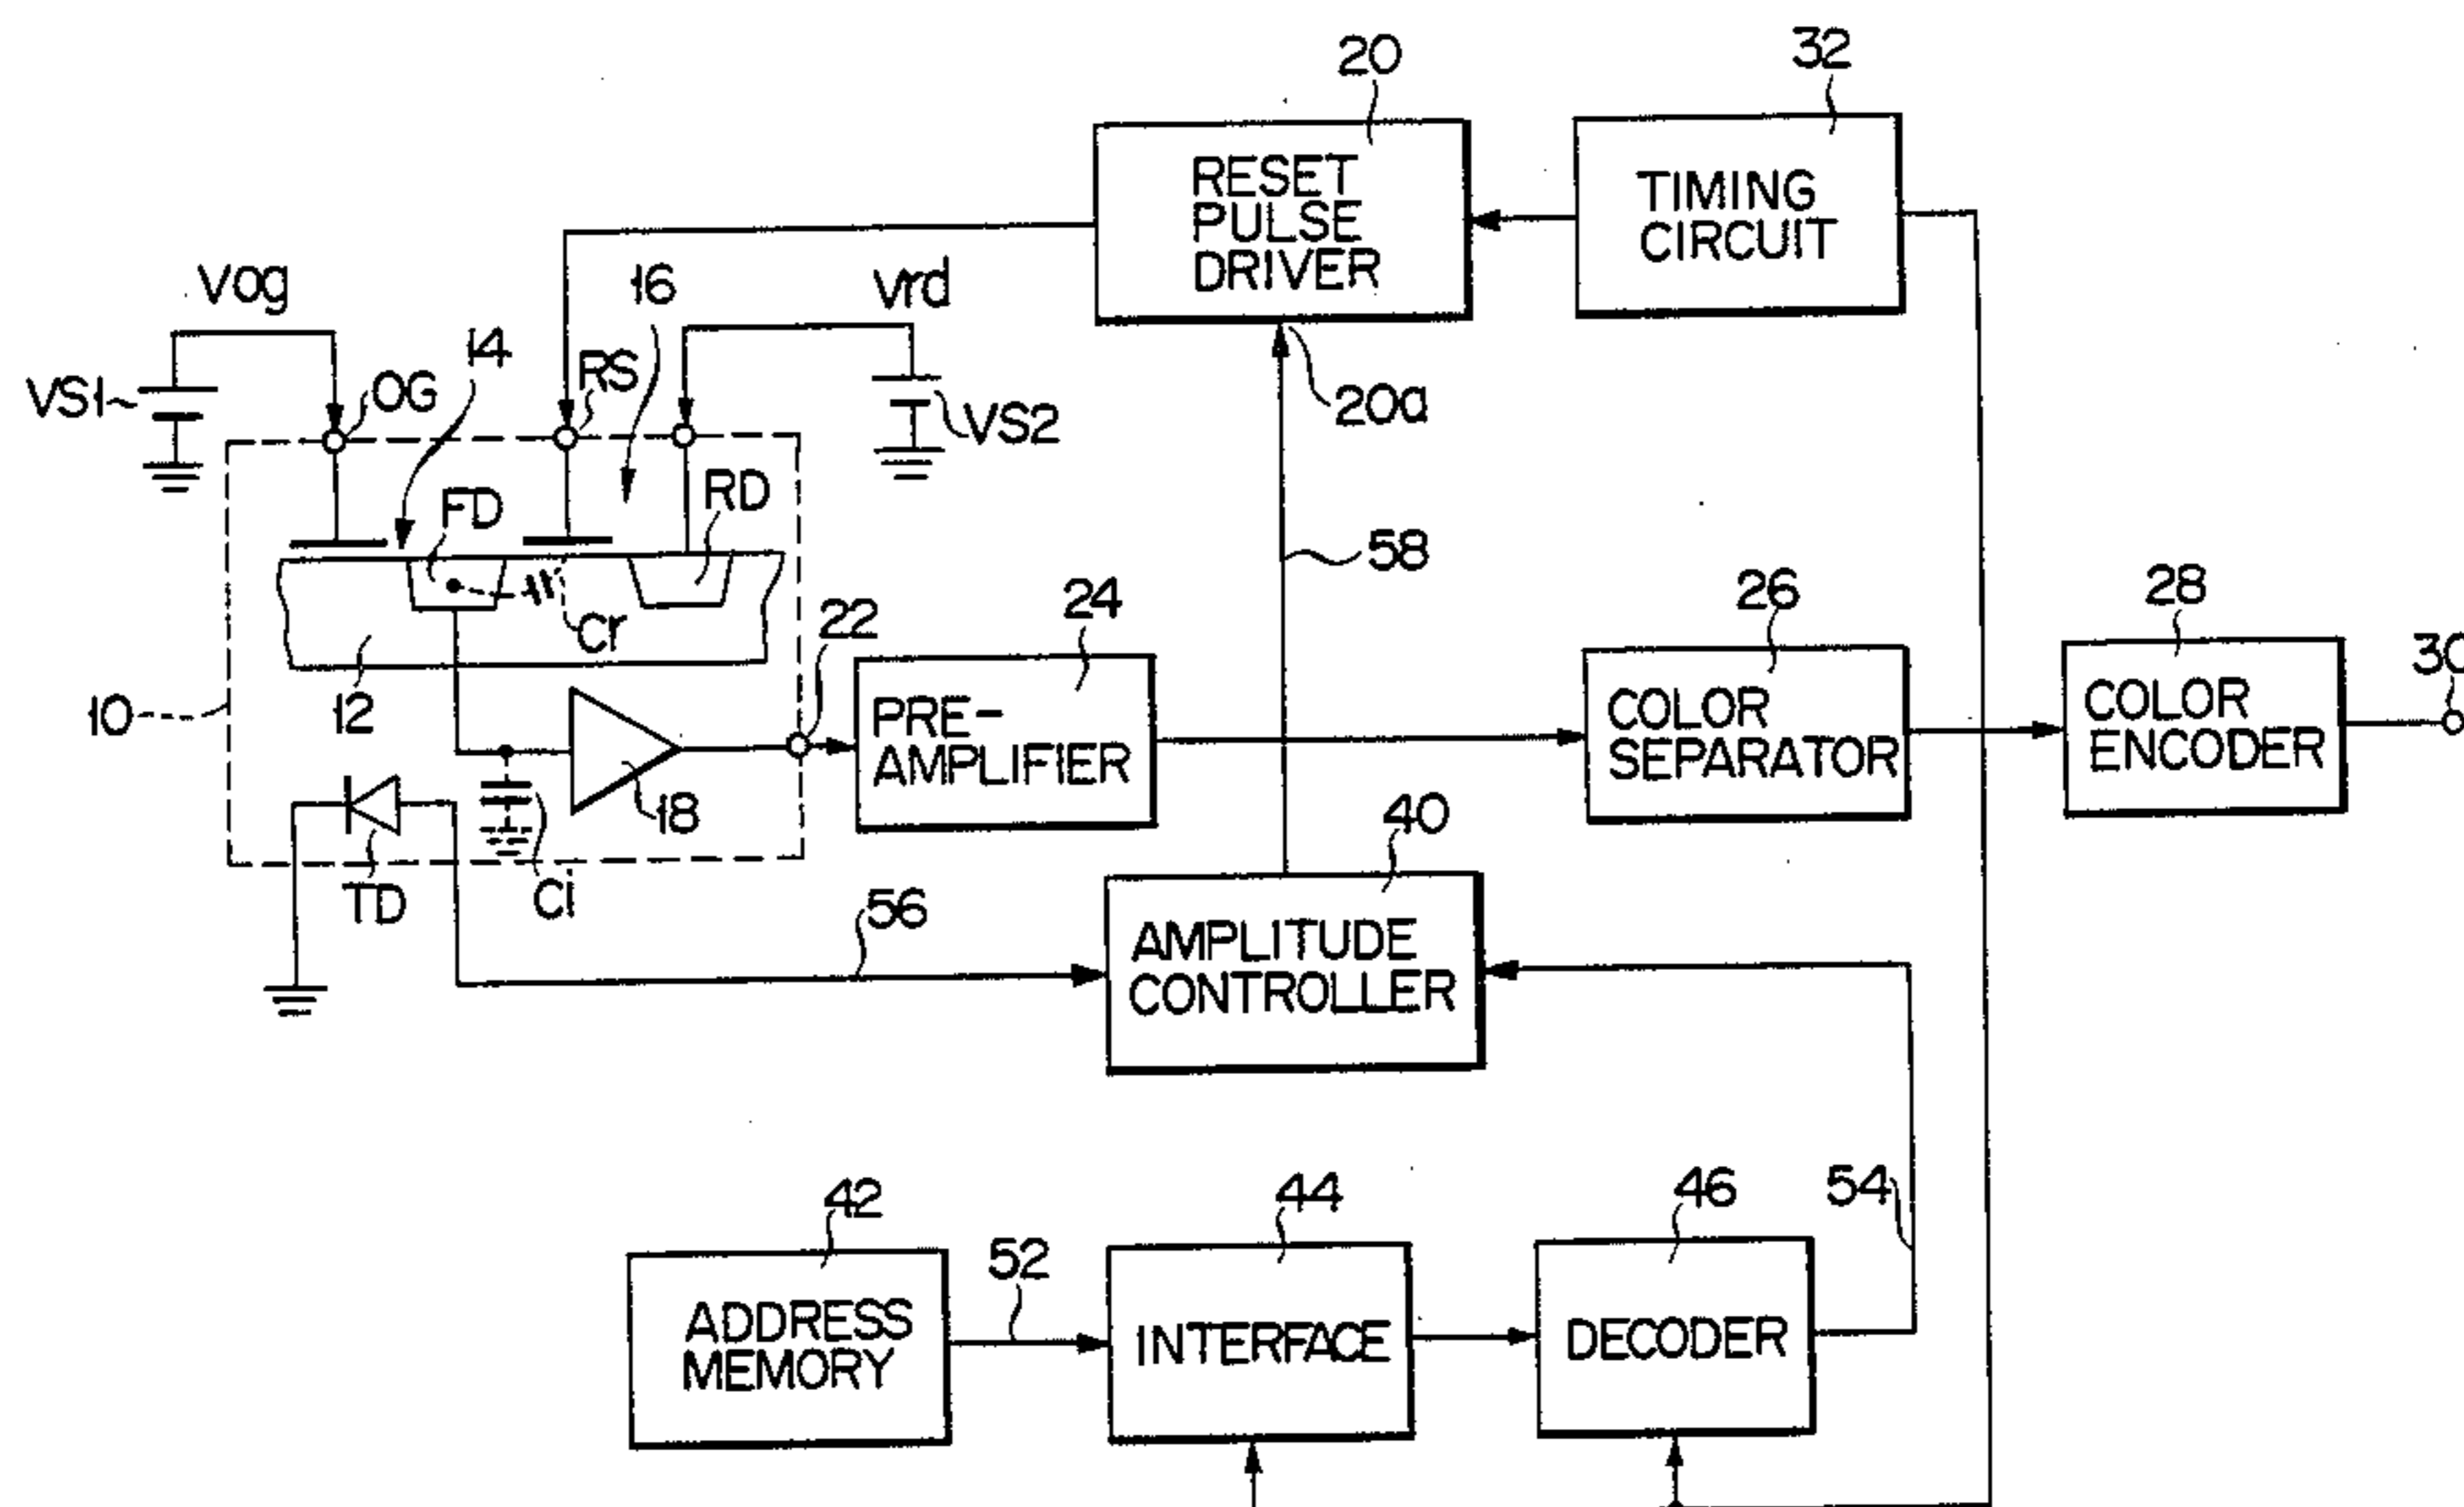 20
32
RESET
PULSE
DRIVER
TIMING
CIRCUIT
Vog
16
Vrd
14
RS
VS1
OG
20a
VS2
FD
RD
58
Cr
22
24
26
28
30
10
12
PRE-
AMPLIFIER
COLOR
SEPARATOR
COLOR
ENCODER
18
40
TD
Ci
56
AMPLITUDE
CONTROLLER
42
44
46
54
52
ADDRESS
MEMORY
INTERFACE
DECODER